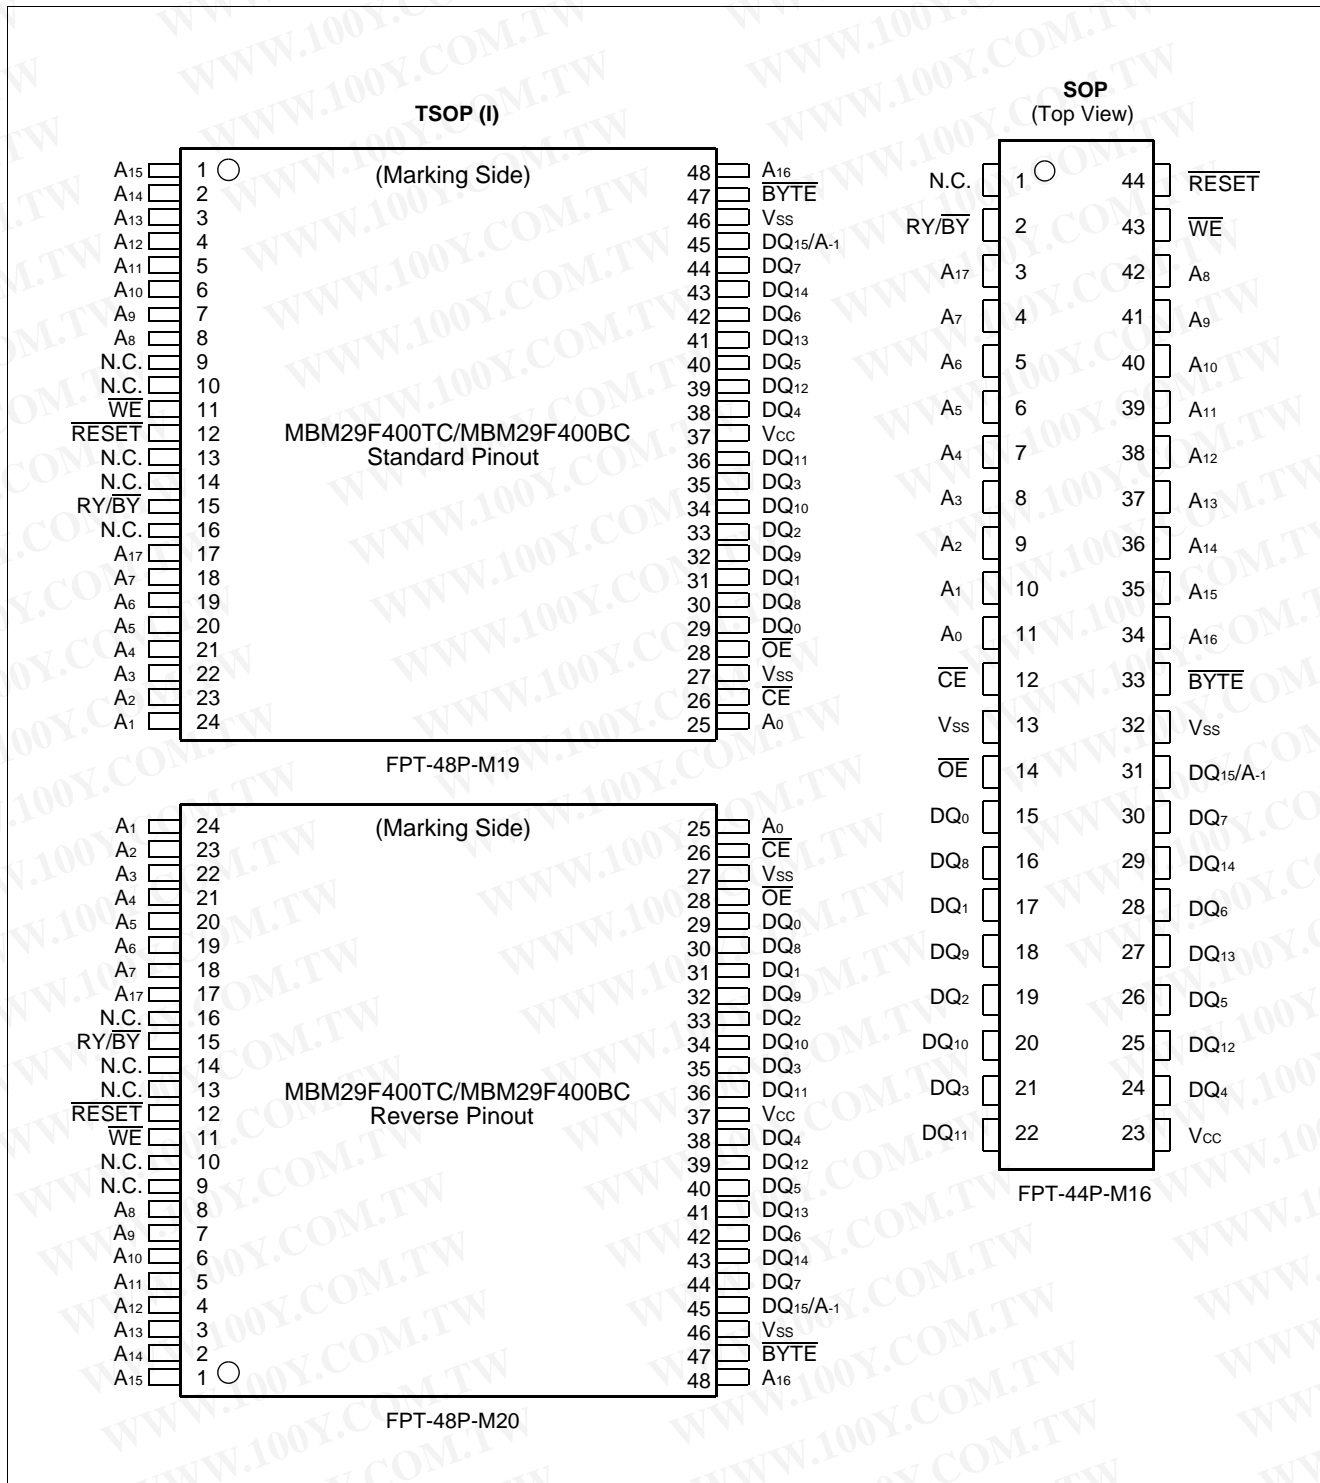 TSOP (I)
(Marking Side)
A15 1 48 A16
A14 2 47 BYTE
A13 3 46 VSS
A12 4 45 DQ15/A-1
A11 5 44 DQ7
A10 6 43 DQ14
A9 7 42 DQ6
A8 8 41 DQ13
N.C. 9 40 DQ5
N.C. 10 39 DQ12
WE 11 38 DQ4
RESET 12 37 VCC
N.C. 13 36 DQ11
N.C. 14 35 DQ3
RY/BY 15 34 DQ10
N.C. 16 33 DQ2
A17 17 32 DQ9
A7 18 31 DQ1
A6 19 30 DQ8
A5 20 29 DQ0
A4 21 28 OE
A3 22 27 VSS
A2 23 26 CE
A1 24 25 A0
MBM29F400TC/MBM29F400BC
Standard Pinout
FPT-48P-M19
(Marking Side)
A1 24 25 A0
A2 23 26 CE
A3 22 27 VSS
A4 21 28 OE
A5 20 29 DQ0
A6 19 30 DQ8
A7 18 31 DQ1
A17 17 32 DQ9
N.C. 16 33 DQ2
RY/BY 15 34 DQ10
N.C. 14 35 DQ3
N.C. 13 36 DQ11
RESET 12 37 VCC
WE 11 38 DQ4
N.C. 10 39 DQ12
N.C. 9 40 DQ5
A8 8 41 DQ13
A9 7 42 DQ6
A10 6 43 DQ14
A11 5 44 DQ7
A12 4 45 DQ15/A-1
A13 3 46 VSS
A14 2 47 BYTE
A15 1 48 A16
MBM29F400TC/MBM29F400BC
Reverse Pinout
FPT-48P-M20
SOP
(Top View)
N.C. 1 44 RESET
RY/BY 2 43 WE
A17 3 42 A8
A7 4 41 A9
A6 5 40 A10
A5 6 39 A11
A4 7 38 A12
A3 8 37 A13
A2 9 36 A14
A1 10 35 A15
A0 11 34 A16
CE 12 33 BYTE
VSS 13 32 VSS
OE 14 31 DQ15/A-1
DQ0 15 30 DQ7
DQ8 16 29 DQ14
DQ1 17 28 DQ6
DQ9 18 27 DQ13
DQ2 19 26 DQ5
DQ10 20 25 DQ12
DQ3 21 24 DQ4
DQ11 22 23 VCC
FPT-44P-M16
WWW.100Y.COM.TW